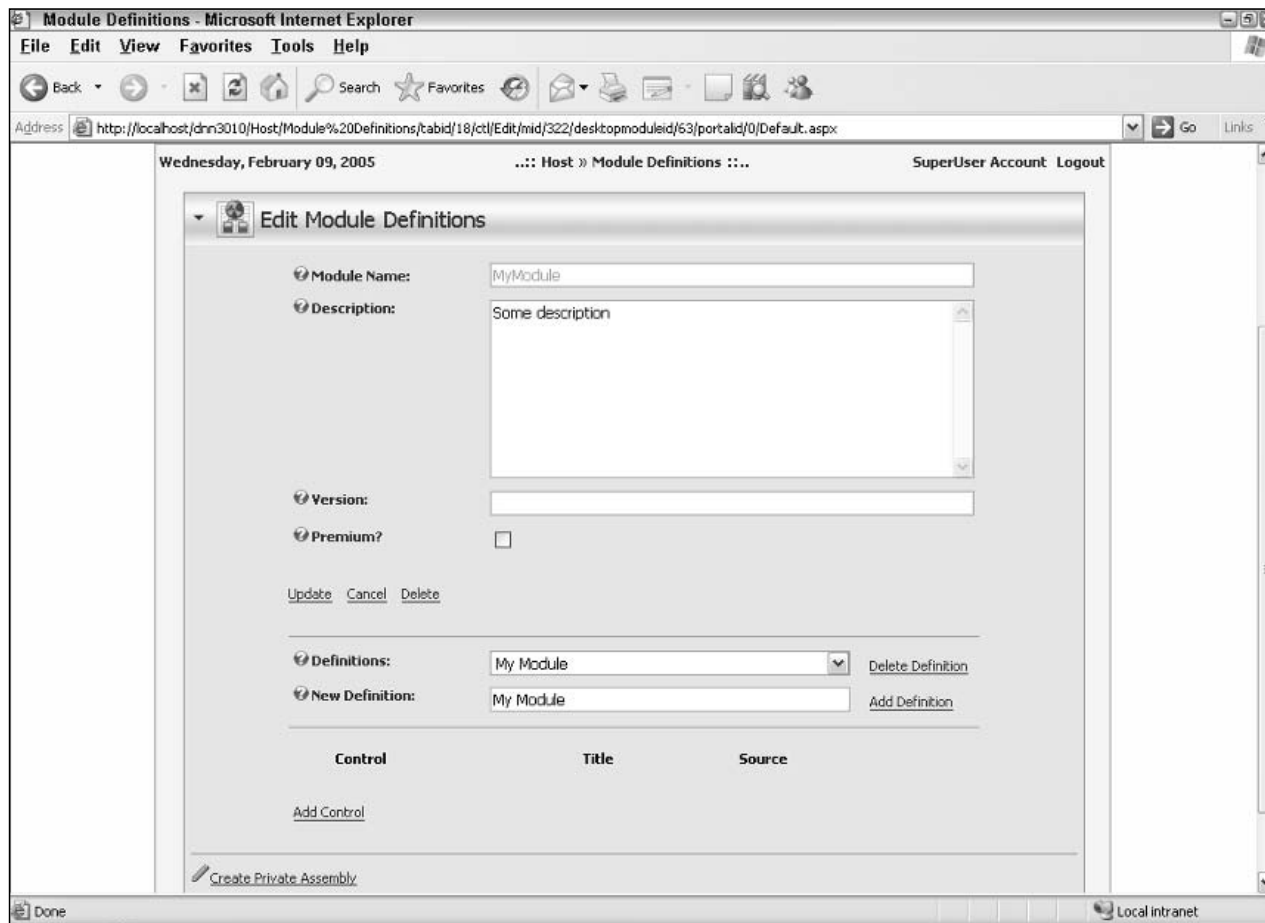 Module Definitions - Microsoft Internet Explorer
File Edit View Favorites Tools Help
Back Search Favorites
Address http://localhost/dnn3010/Host/Module%20Definitions/tabid/18/ctl/Edit/mid/322/desktopmoduleid/63/portalid/0/Default.aspx Go Links
Wednesday, February 09, 2005 ..:: Host » Module Definitions ::.. SuperUser Account Logout
Edit Module Definitions
Module Name: MyModule
Description: Some description
Version:
Premium?
Update Cancel Delete
Definitions: My Module Delete Definition
New Definition: My Module Add Definition
Control Title Source
Add Control
Create Private Assembly
Done Local intranet